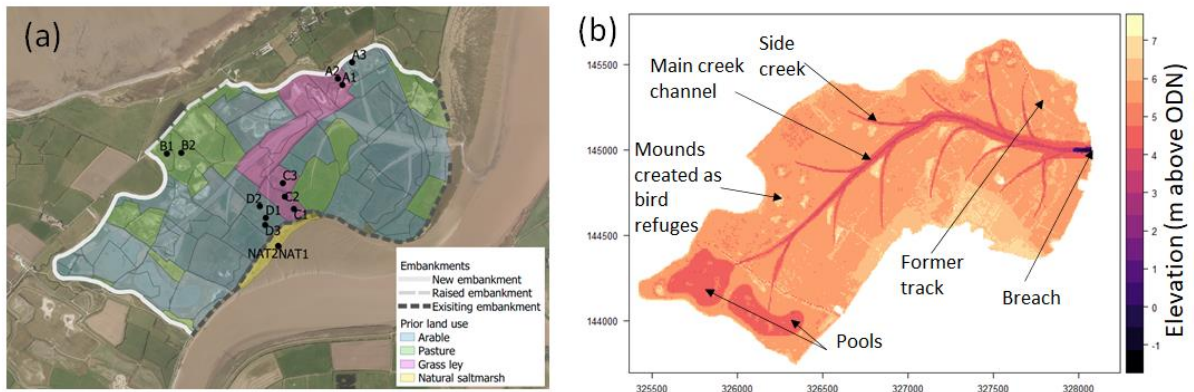 (a)
A3
A2
A1
B1 B2
C3
C2
C1
D2
D1
D3
NAT2NAT1
Embankments
New embankment
Raised embankment
Exisiting embankment
Prior land use
Arable
Pasture
Grass ley
Natural saltmarsh
(b)
Side
creek
Main creek
channel
Mounds
created as
bird
refuges
Former
track
Breach
Pools
145500
145000
144500
144000
325500 326000 326500 327000 327500 328000
7
6
5
4
3
2
1
0
-1
Elevation (m above ODN)